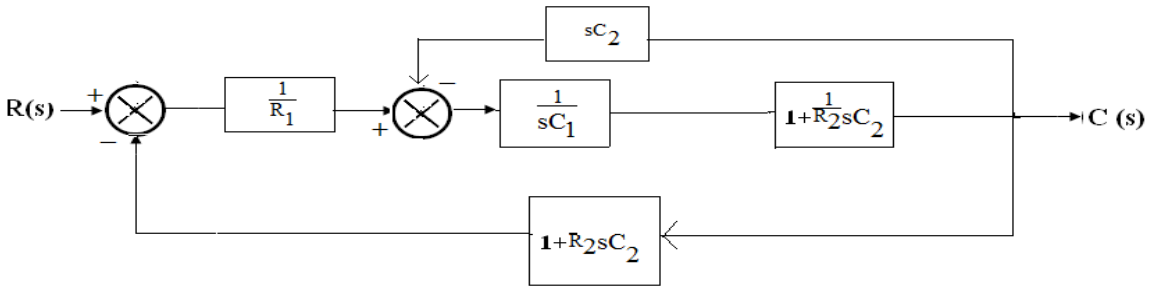 sC₂
R(s)
+
−
1/R₁
−
+
1/sC₁
1/1+R₂sC₂
C (s)
−
1+R₂sC₂